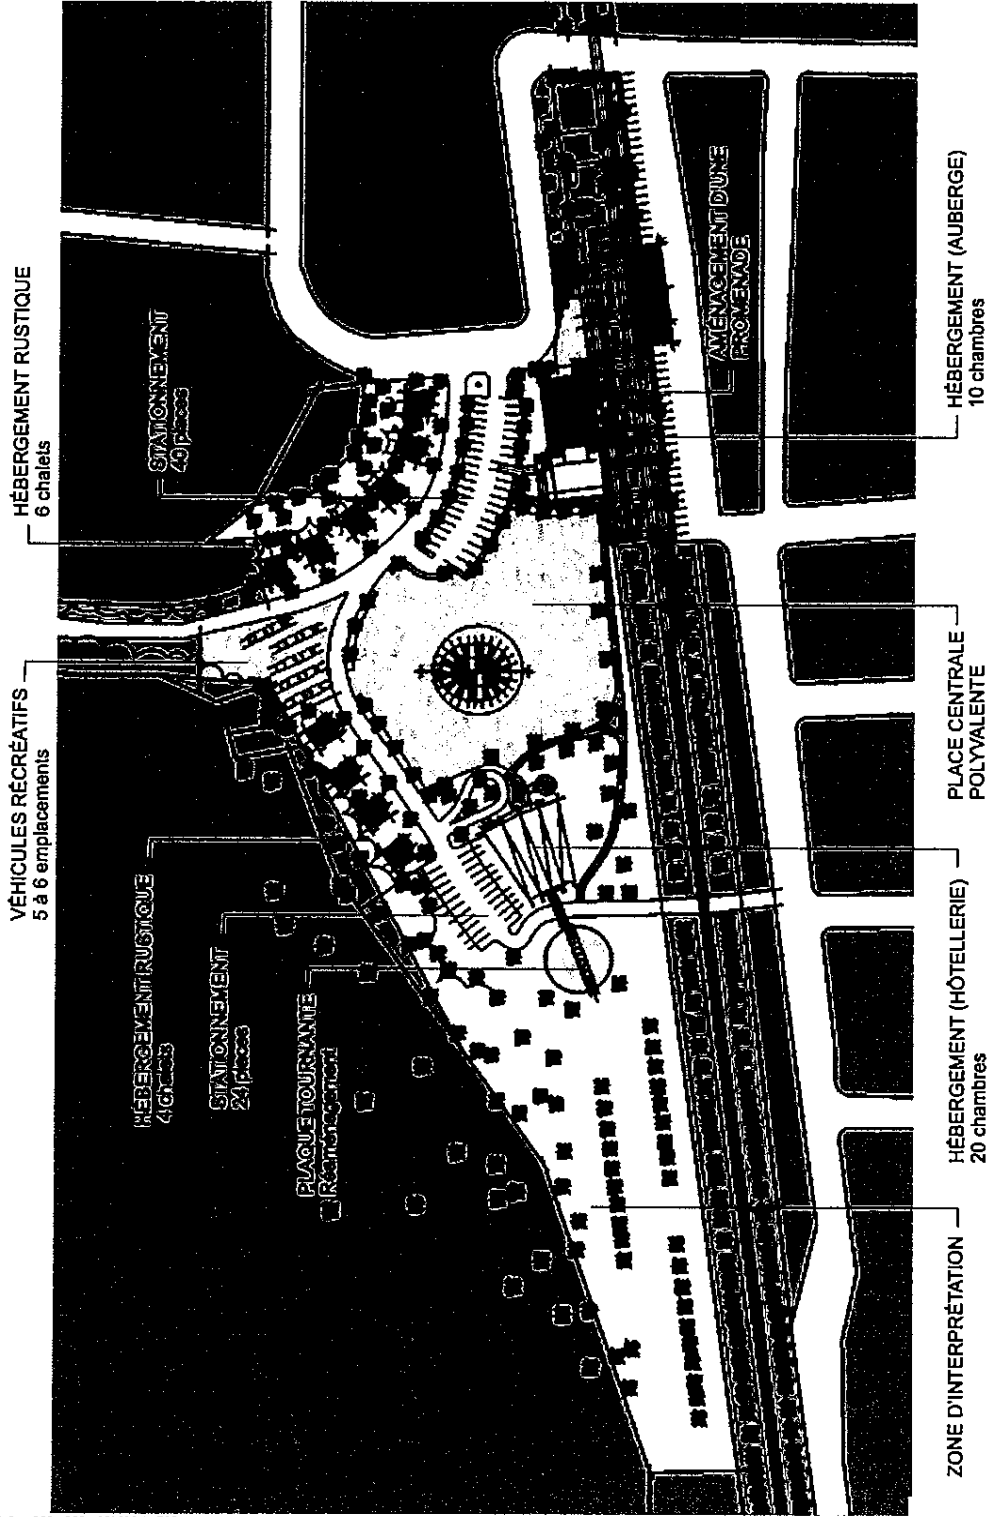 VÉHICULES RÉCRÉATIFS
5 à 6 emplacements
HÉBERGEMENT RUSTIQUE
6 chalets
HÉBERGEMENT RUSTIQUE
4 chalets
STATIONNEMENT
24 places
PLAQUE TOURNANTE
Réaménagement
STATIONNEMENT
40 places
AMÉNAGEMENT D'UNE
PROMENADE
ZONE D'INTERPRÉTATION
HÉBERGEMENT (HÔTELLERIE)
20 chambres
PLACE CENTRALE
POLYVALENTE
HÉBERGEMENT (AUBERGE)
10 chambres